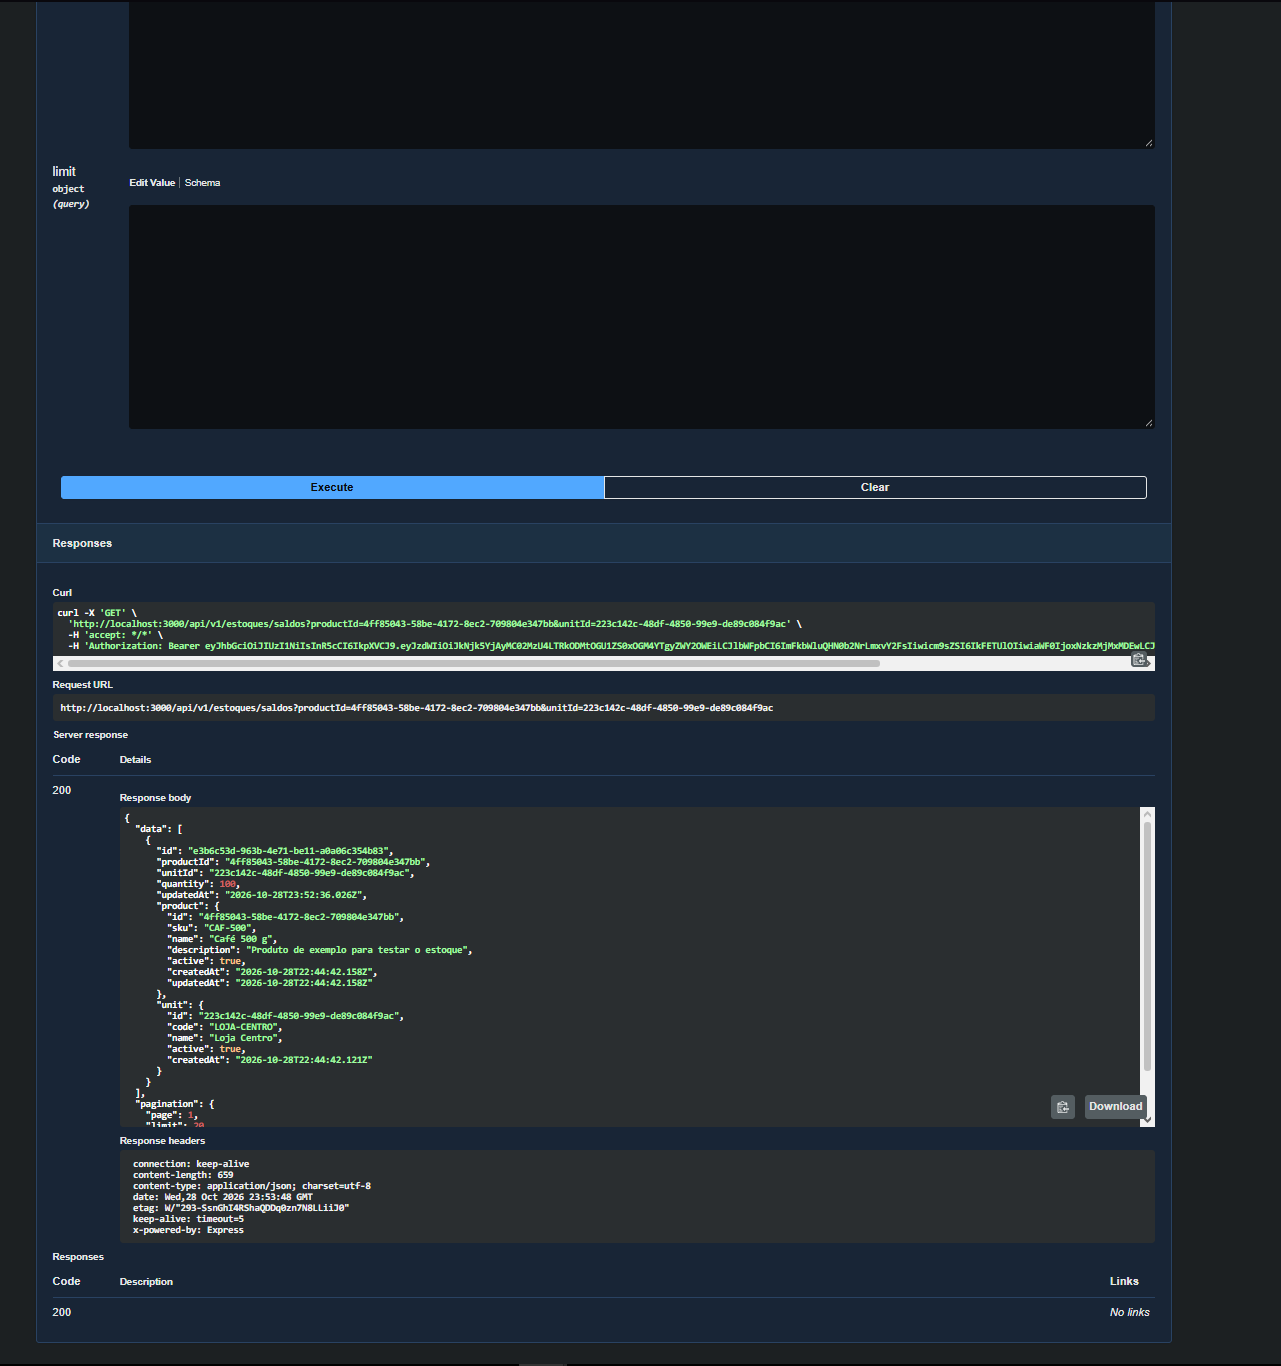 limit
object
(query)
Edit Value | Schema
Execute
Clear
Responses
Curl
curl -X 'GET' \
'http://localhost:3000/api/v1/estoques/saldos?productId=4ff85043-58be-4172-8ec2-709804e347bb&unitId=223c142c-48df-4850-99e9-de89c084f9ac' \
-H 'accept: */*' \
-H 'Authorization: Bearer
Request URL
http://localhost:3000/api/v1/estoques/saldos?productId=4ff85043-58be-4172-8ec2-709804e347bb&unitId=223c142c-48df-4850-99e9-de89c084f9ac
Server response
Code
Details
200
Response body
{
"data": [
{
"id": "e3b6c53d-963b-4e71-be11-a0a06c354b83",
"productId": "4ff85043-58be-4172-8ec2-709804e347bb",
"unitId": "223c142c-48df-4850-99e9-de89c084f9ac",
"quantity": 100,
"updatedAt": "2026-10-28T23:52:36.026Z",
"product": {
"id": "4ff85043-58be-4172-8ec2-709804e347bb",
"sku": "CAF-500",
"name": "Café 500 g",
"description": "Produto de exemplo para testar o estoque",
"active": true,
"createdAt": "2026-10-28T22:44:42.158Z",
"updatedAt": "2026-10-28T22:44:42.158Z"
},
"unit": {
"id": "223c142c-48df-4850-99e9-de89c084f9ac",
"code": "LOJA-CENTRO",
"name": "Loja Centro",
"active": true,
"createdAt": "2026-10-28T22:44:42.121Z"
}
}
],
"pagination": {
"page": 1,
"limit": 20
Download
Response headers
connection: keep-alive
content-length: 659
content-type: application/json; charset=utf-8
date: Wed,28 Oct 2026 23:53:48 GMT
etag: W/"293-SsnGhI4RShaQDDq0zn7N8LLiiJ0"
keep-alive: timeout=5
x-powered-by: Express
Responses
Code
Description
Links
200
No links